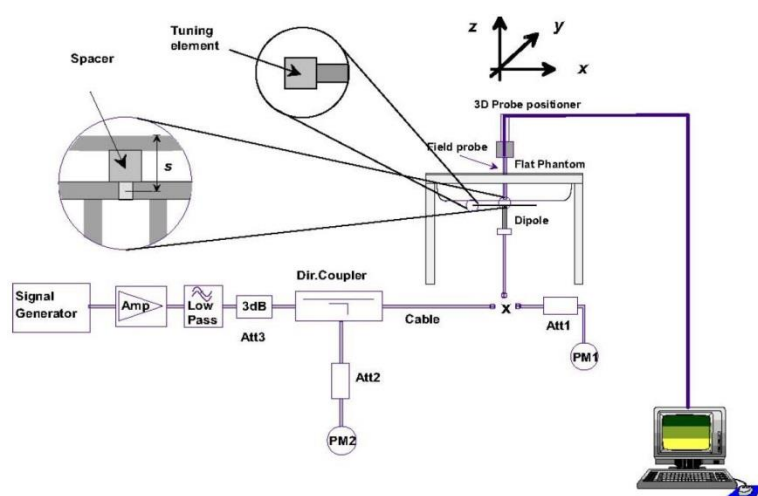 Tuning
element
Spacer
s
z
y
x
3D Probe positioner
Field probe
Flat Phantom
Dipole
Dir.Coupler
Signal
Generator
Amp
Low
Pass
3dB
Att3
Cable
x
Att1
PM1
Att2
PM2